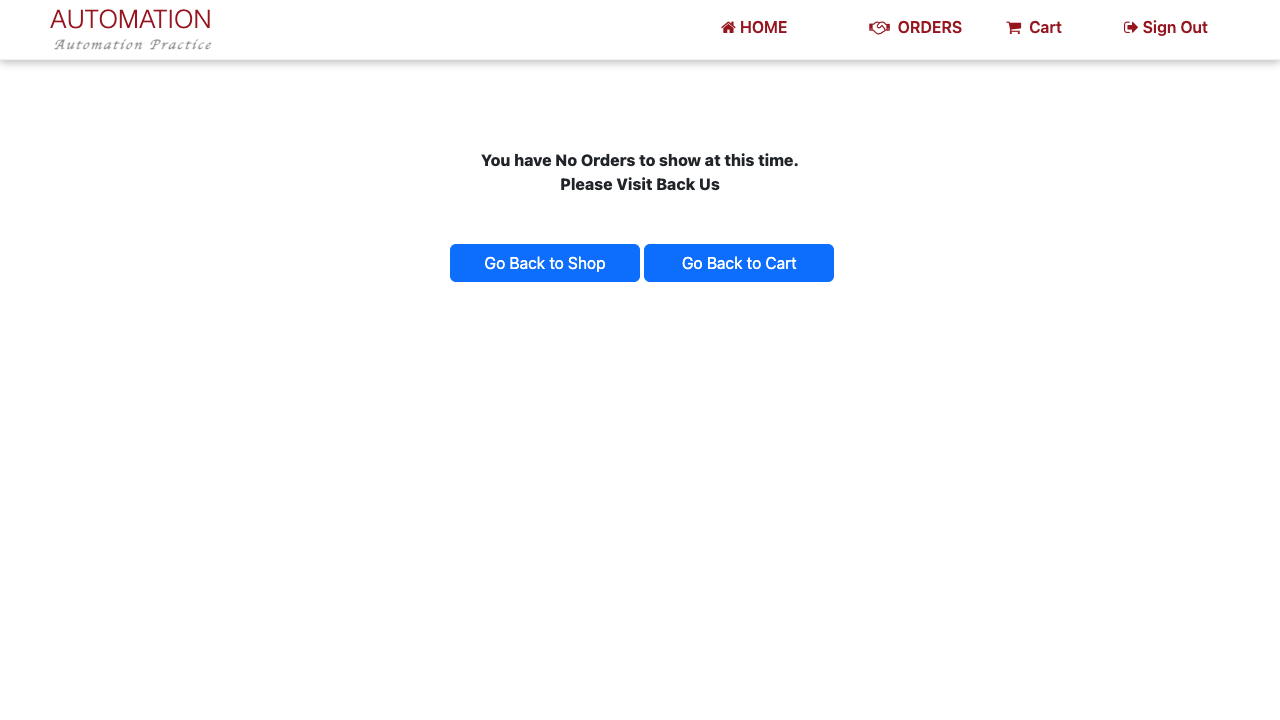 AUTOMATION
Automation Practice
HOME
ORDERS
Cart
Sign Out
You have No Orders to show at this time.
Please Visit Back Us
Go Back to Shop
Go Back to Cart